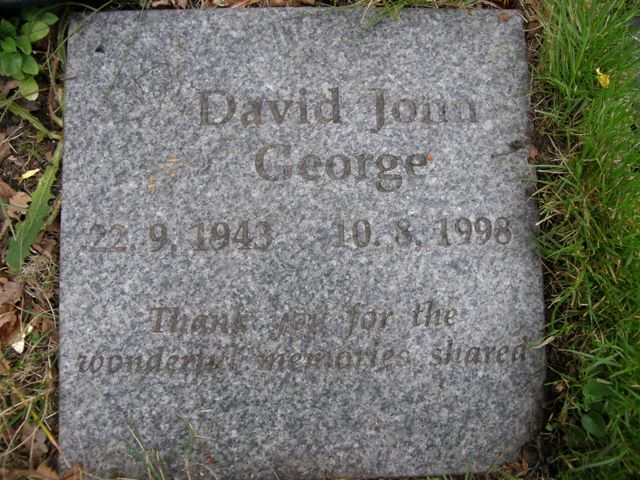 David John
George
22. 9. 1943 - 10. 8. 1998
Thank you for the
wonderful memories shared